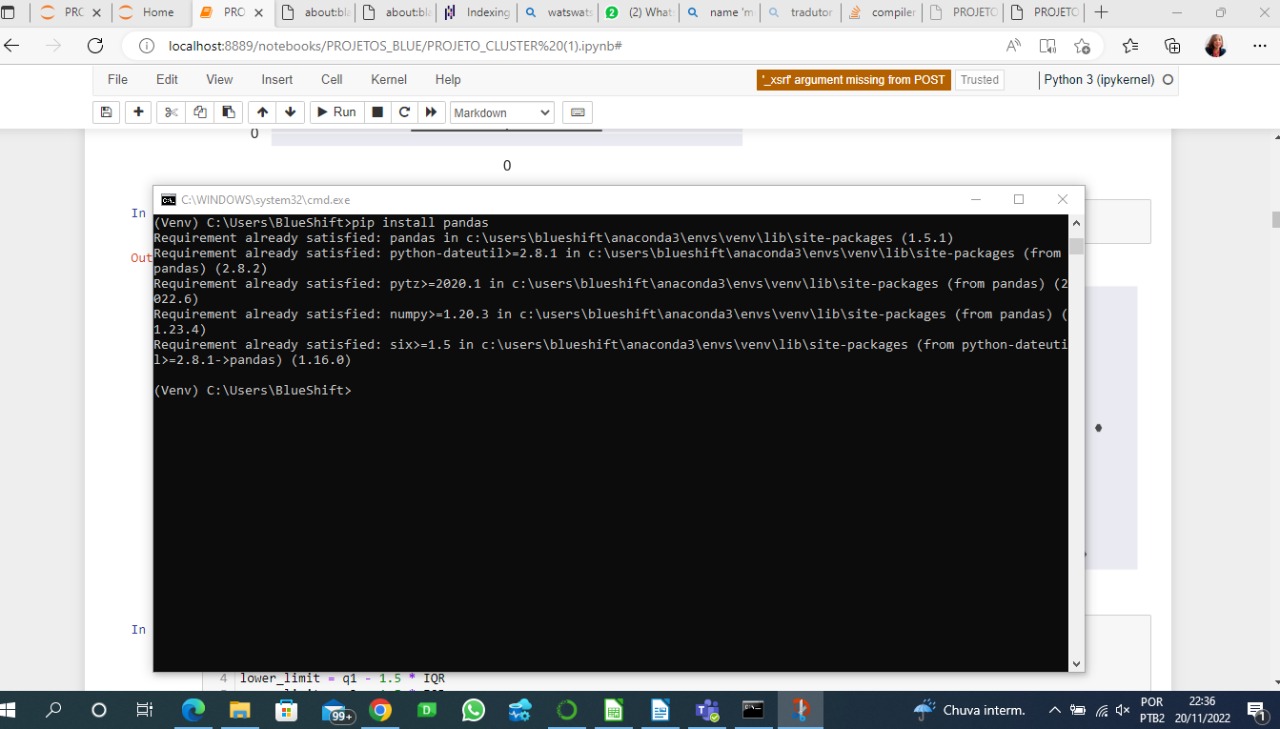 PRO
Home
PRO
about:bla
about:bla
Indexing
watswats
(2) What
name 'm
tradutor
compiler
PROJETO
PROJETO
localhost:8889/notebooks/PROJETOS_BLUE/PROJETO_CLUSTER%20(1).ipynb#
File Edit View Insert Cell Kernel Help
'_xsrf' argument missing from POST
Trusted
Python 3 (ipykernel)
Run
Markdown
0
0
C:\WINDOWS\system32\cmd.exe
In
Out
(Venv) C:\Users\BlueShift>pip install pandas
Requirement already satisfied: pandas in c:\users\blueshift\anaconda3\envs\venv\lib\site-packages (1.5.1)
Requirement already satisfied: python-dateutil>=2.8.1 in c:\users\blueshift\anaconda3\envs\venv\lib\site-packages (from
pandas) (2.8.2)
Requirement already satisfied: pytz>=2020.1 in c:\users\blueshift\anaconda3\envs\venv\lib\site-packages (from pandas) (2
022.6)
Requirement already satisfied: numpy>=1.20.3 in c:\users\blueshift\anaconda3\envs\venv\lib\site-packages (from pandas) (
1.23.4)
Requirement already satisfied: six>=1.5 in c:\users\blueshift\anaconda3\envs\venv\lib\site-packages (from python-dateuti
l>=2.8.1->pandas) (1.16.0)
(Venv) C:\Users\BlueShift>
In
4 lower_limit = q1 - 1.5 * IQR
99+
D
Chuva interm.
POR
PTB2
22:36
20/11/2022
1